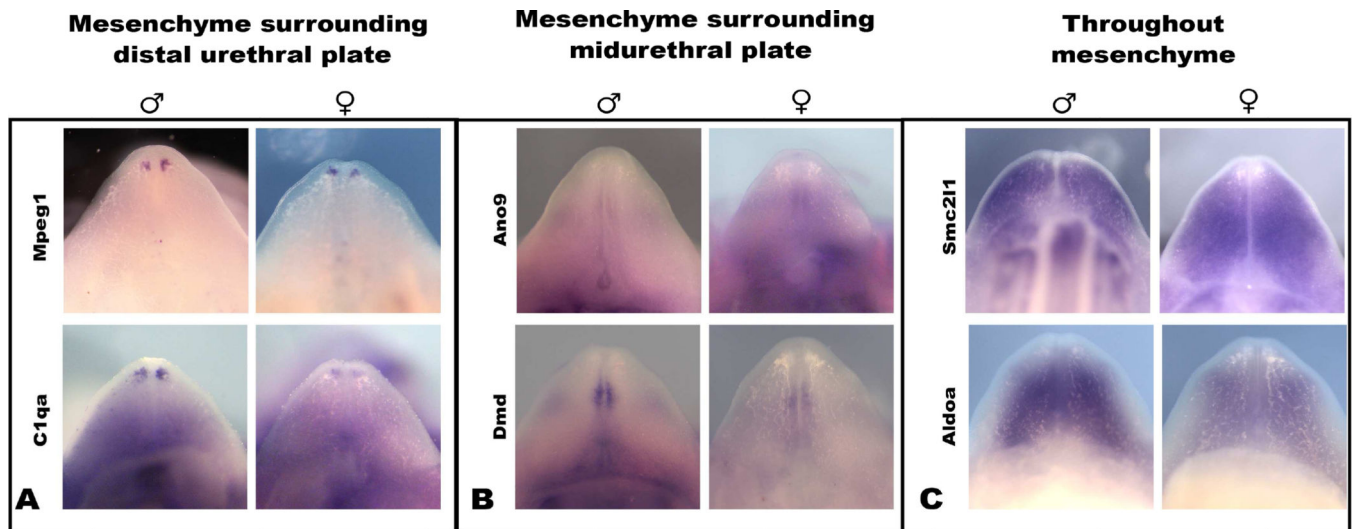 Mesenchyme surrounding
distal urethral plate
♂ ♀
Mpeg1
C1qa
A
Mesenchyme surrounding
midurethral plate
♂ ♀
Ano9
Dmd
B
Throughout
mesenchyme
♂ ♀
Smc2l1
Aldoa
C